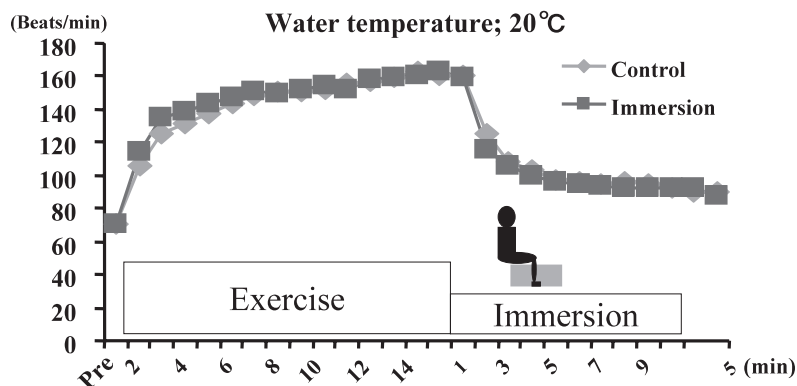 (Beats/min)
Water temperature; 20℃
180
160
140
120
100
80
60
40
20
0
Control
Immersion
Exercise
Immersion
Pre 2 4 6 8 10 12 14 1 3 5 7 9 5 (min)